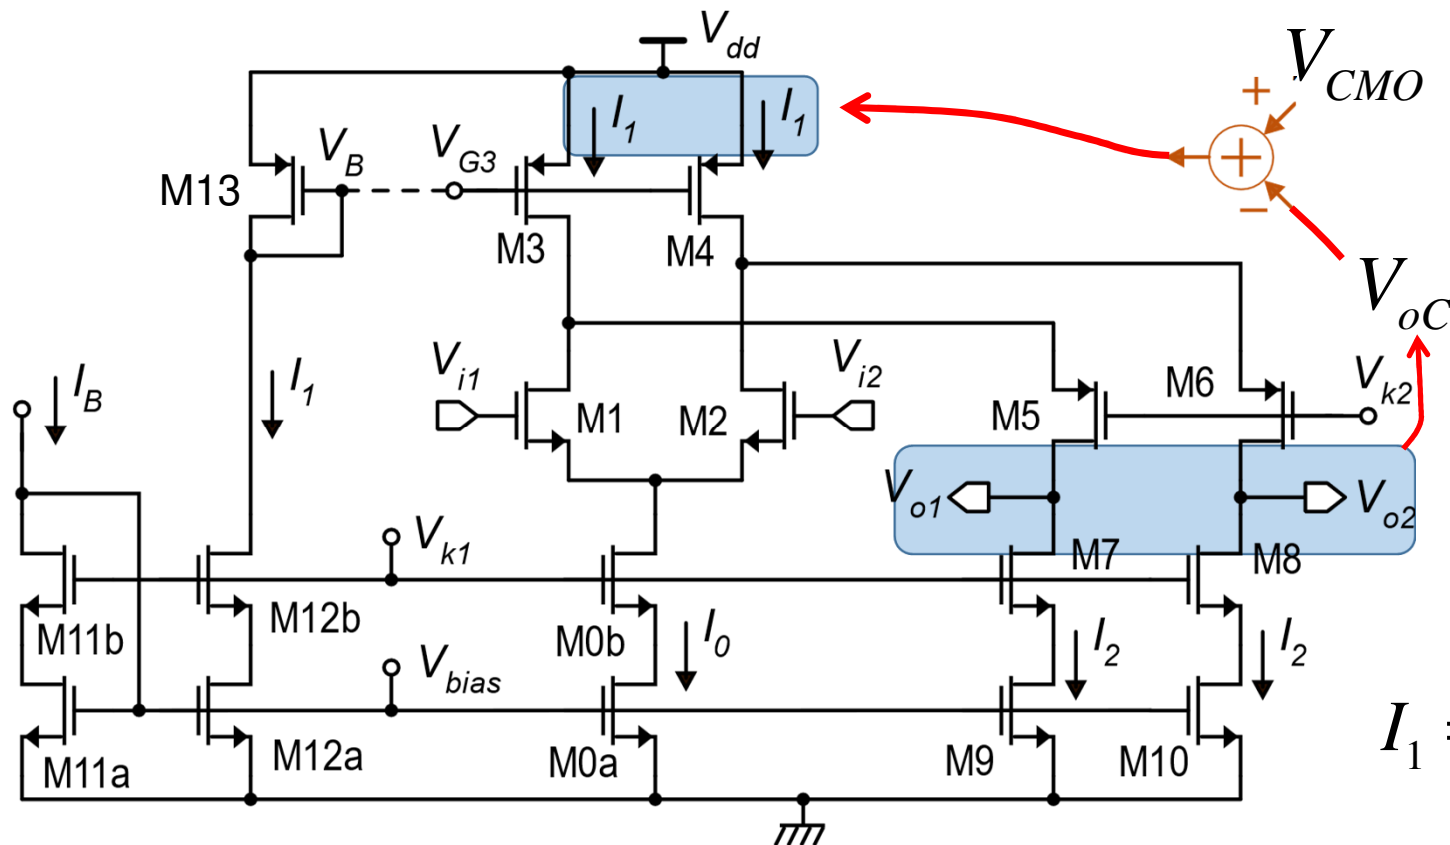 V_dd
V_CMO
+
I_1
I_1
V_B
V_G3
+
M13
−
M3
M4
V_oC
V_i1
V_i2
I_B
I_1
M6
V_k2
M1
M2
M5
V_o1
V_o2
V_k1
M7
M8
M11b
M12b
M0b
I_0
I_2
I_2
V_bias
I_1 =
M11a
M12a
M0a
M9
M10